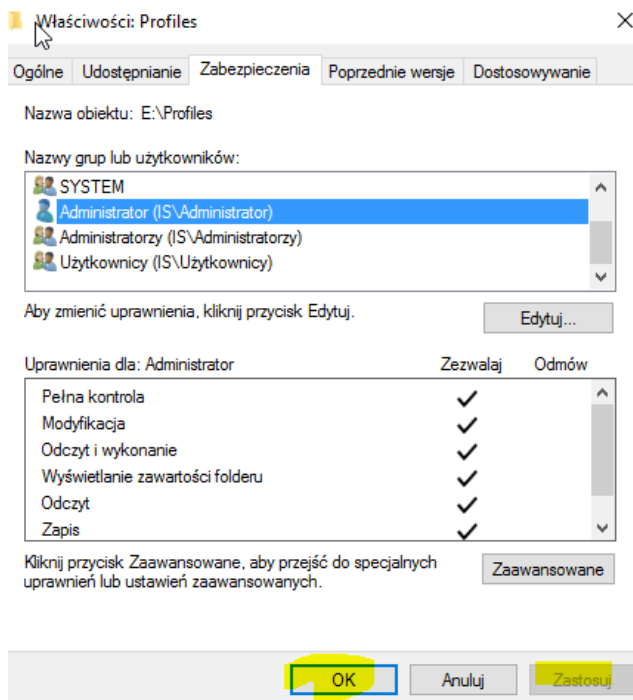 Właściwości: Profiles
Ogólne Udostępnianie Zabezpieczenia Poprzednie wersje Dostosowywanie
Nazwa obiektu: E:\Profiles
Nazwy grup lub użytkowników:
SYSTEM
Administrator (IS\Administrator)
Administratorzy (IS\Administratorzy)
Użytkownicy (IS\Użytkownicy)
Aby zmienić uprawnienia, kliknij przycisk Edytuj.
Edytuj...
Uprawnienia dla: Administrator Zezwalaj Odmów
Pełna kontrola
Modyfikacja
Odczyt i wykonanie
Wyświetlanie zawartości folderu
Odczyt
Zapis
Kliknij przycisk Zaawansowane, aby przejść do specjalnych
uprawnień lub ustawień zaawansowanych.
Zaawansowane
OK Anuluj Zastosuj